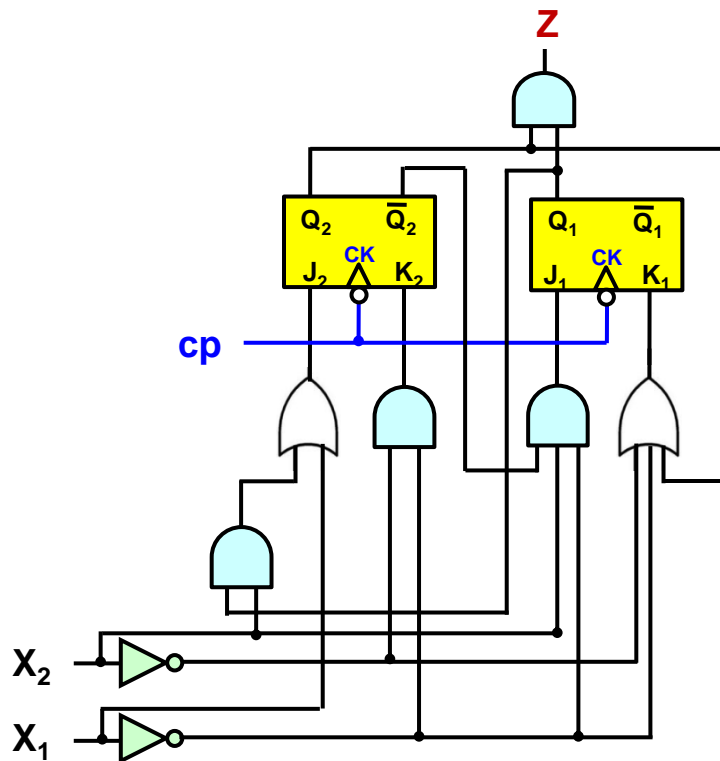 Z
Q₂ Q̅₂ Q₁ Q̅₁
CK CK
J₂ K₂ J₁ K₁
cp
X₂
X₁